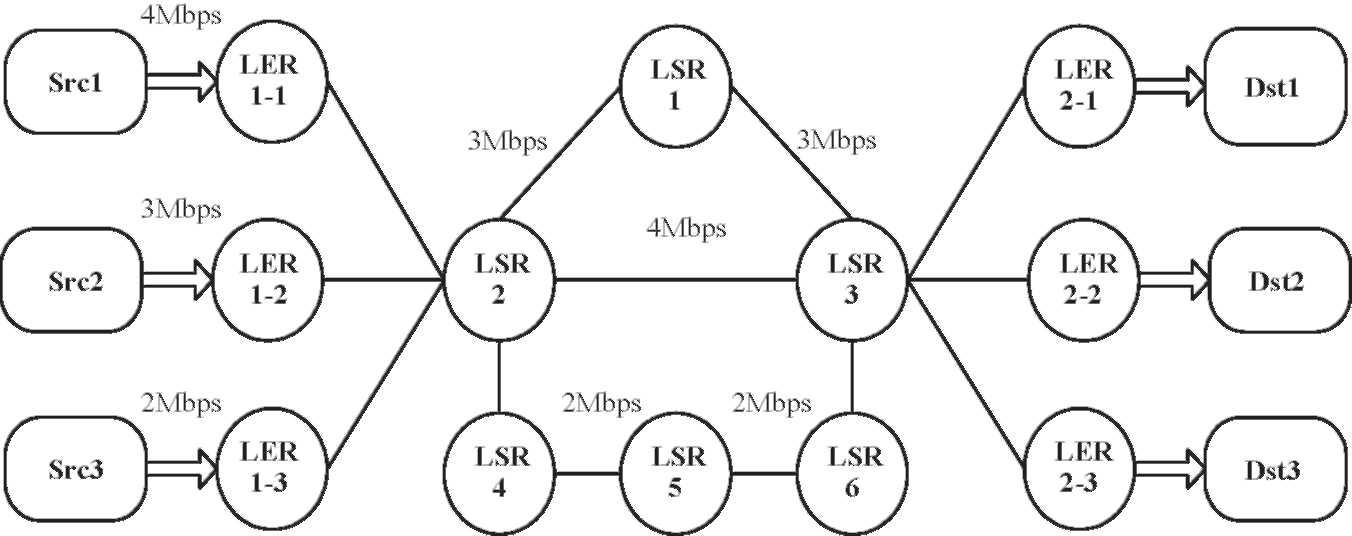 4Mbps
Src1
LER
1-1
LSR
1
LER
2-1
Dst1
3Mbps
3Mbps
3Mbps
4Mbps
Src2
LER
1-2
LSR
2
LSR
3
LER
2-2
Dst2
2Mbps
2Mbps
2Mbps
Src3
LER
1-3
LSR
4
LSR
5
LSR
6
LER
2-3
Dst3